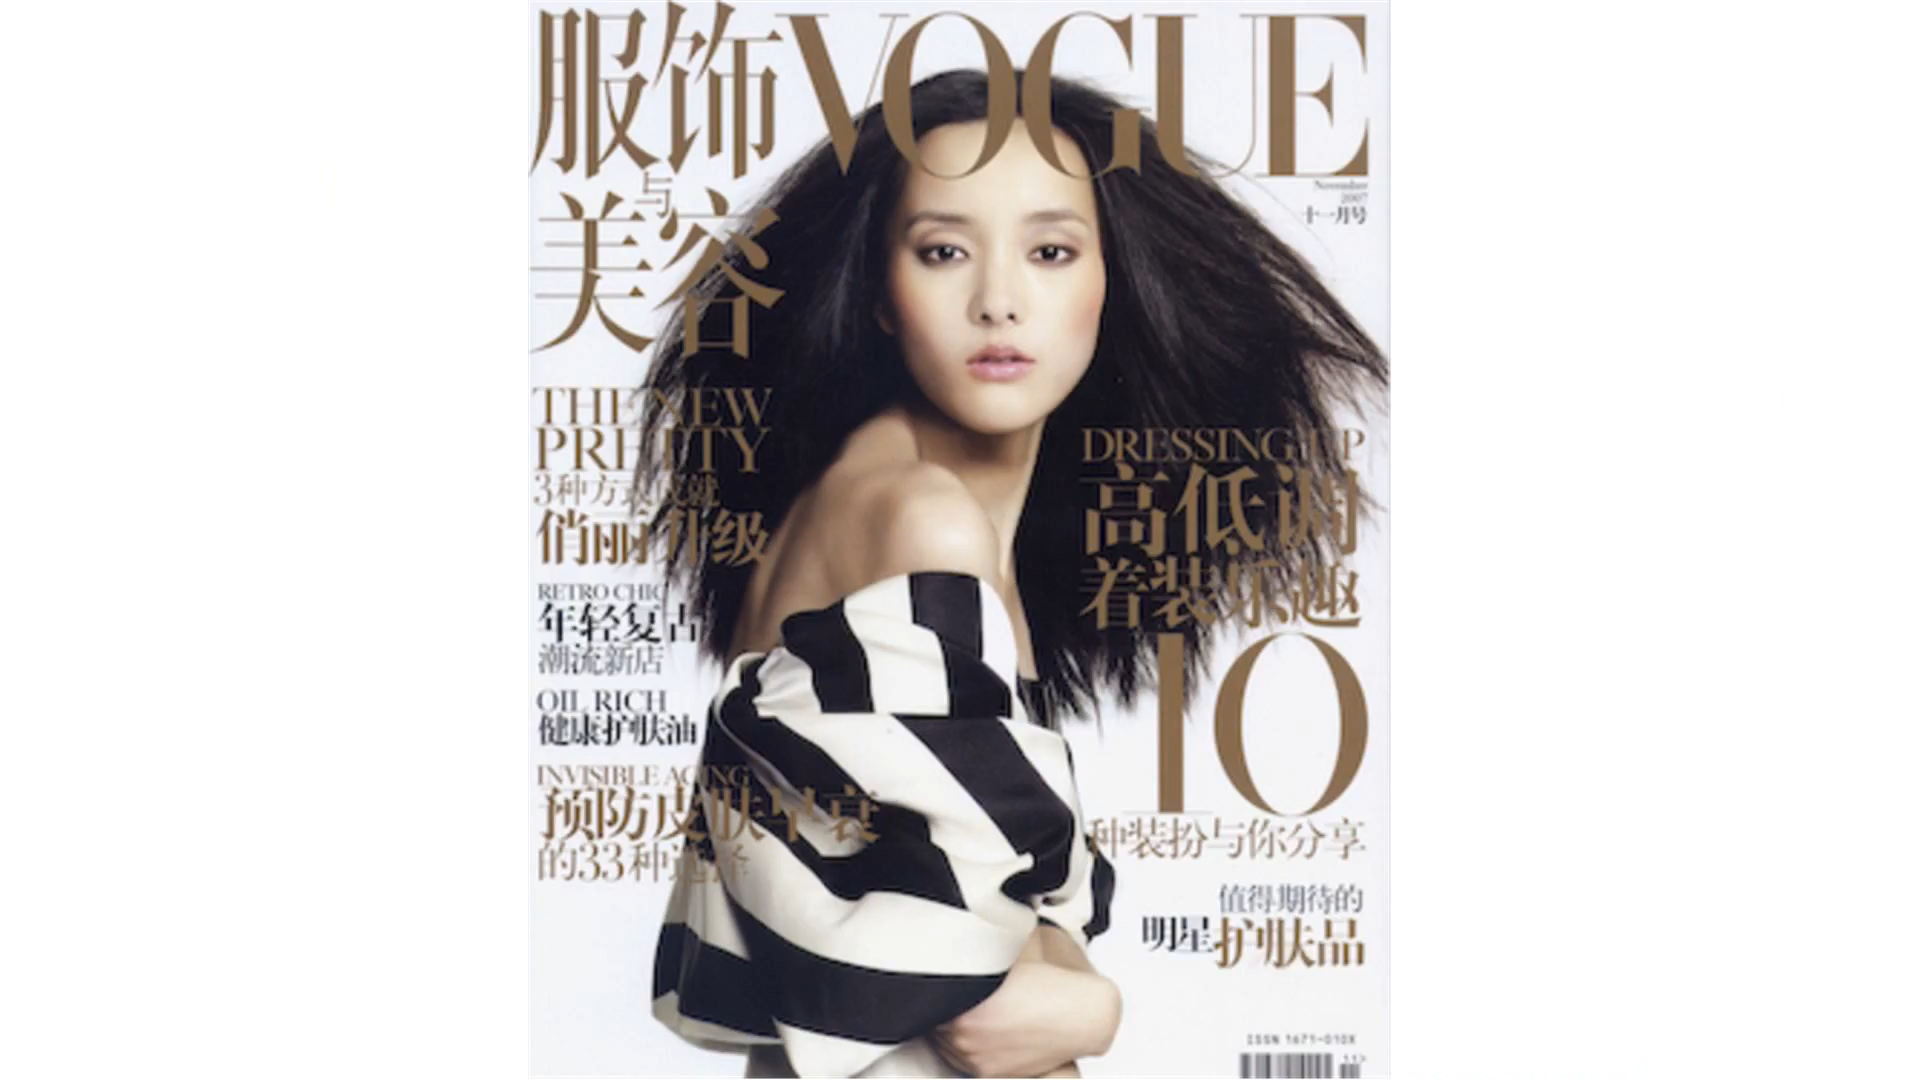 服饰VOGUE
与
美容
November
2007
十一月号
THE NEW
PRETTY
3种方式成就
俏丽升级
RETRO CHIC
年轻复古
潮流新店
OIL RICH
健康护肤油
INVISIBLE AGING
预防皮肤早衰
的33种选择
DRESSING UP
高低调
着装乐趣
10
种装扮与你分享
值得期待的
明星护肤品
ISSN 1671-010X
11>